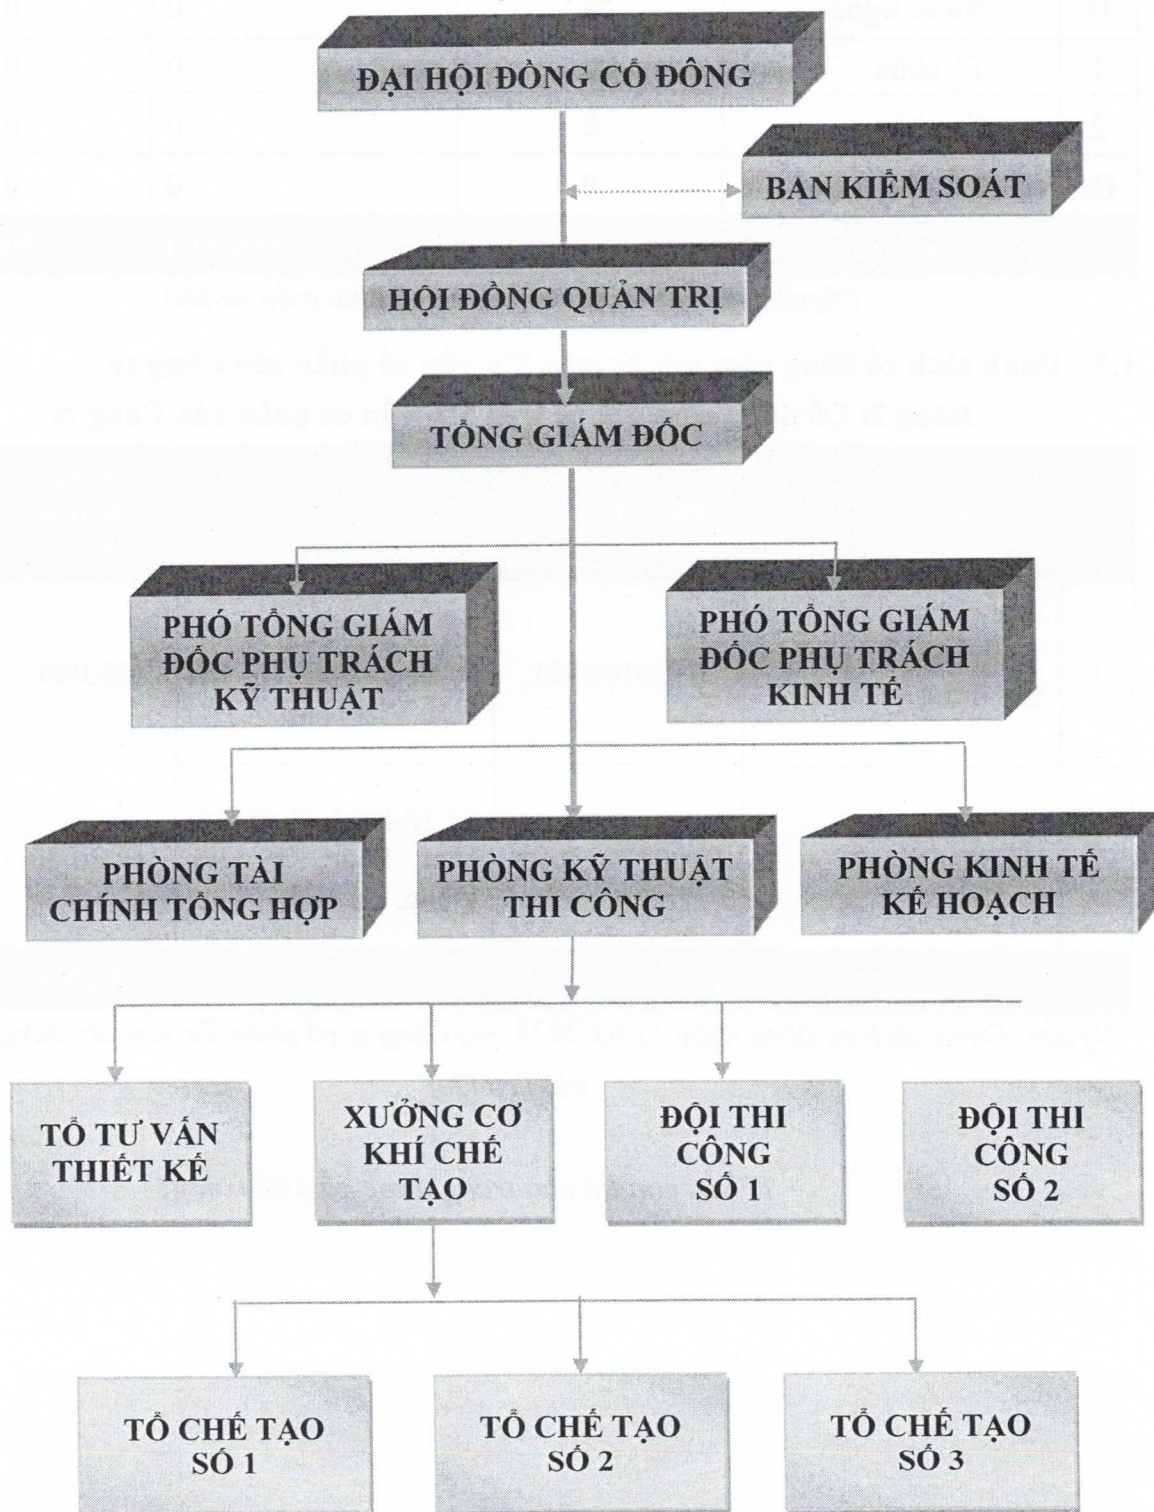 ĐẠI HỘI ĐỒNG CỔ ĐÔNG
BAN KIỂM SOÁT
HỘI ĐỒNG QUẢN TRỊ
TỔNG GIÁM ĐỐC
PHÓ TỔNG GIÁM
ĐỐC PHỤ TRÁCH
KỸ THUẬT
PHÓ TỔNG GIÁM
ĐỐC PHỤ TRÁCH
KINH TẾ
PHÒNG TÀI
CHÍNH TỔNG HỢP
PHÒNG KỸ THUẬT
THI CÔNG
PHÒNG KINH TẾ
KẾ HOẠCH
TỔ TƯ VẤN
THIẾT KẾ
XƯỞNG CƠ
KHÍ CHẾ
TẠO
ĐỘI THI
CÔNG
SỐ 1
ĐỘI THI
CÔNG
SỐ 2
TỔ CHẾ TẠO
SỐ 1
TỔ CHẾ TẠO
SỐ 2
TỔ CHẾ TẠO
SỐ 3